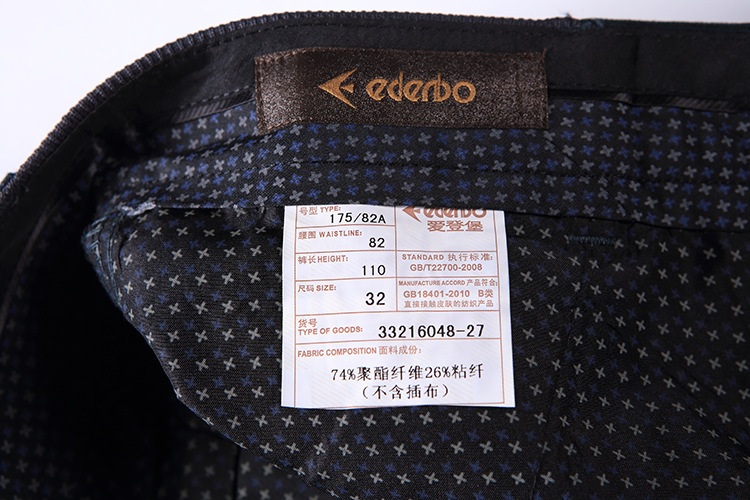 ederbo
号型 TYPE: 175/82A
ederbo
爱登堡
腰围 WAISTLINE: 82
裤长 HEIGHT: 110
STANDARD 执行标准:
GB/T22700-2008
尺码 SIZE: 32
MANUFACTURE ACCORD 产品符合:
GB18401-2010 B类
直接接触皮肤的纺织产品
货号
TYPE OF GOODS: 33216048-27
FABRIC COMPOSITION 面料成份:
74%聚酯纤维26%粘纤
(不含插布)